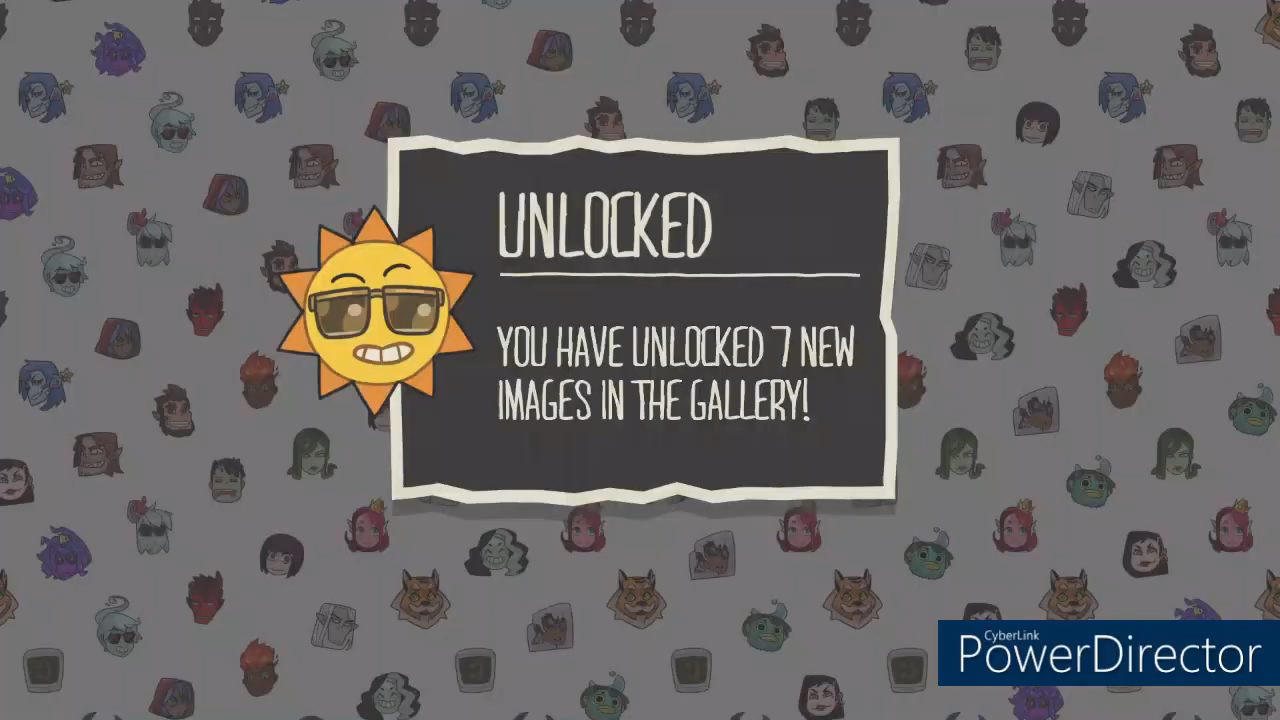 UNLOCKED
YOU HAVE UNLOCKED 7 NEW
IMAGES IN THE GALLERY!
CyberLink
PowerDirector